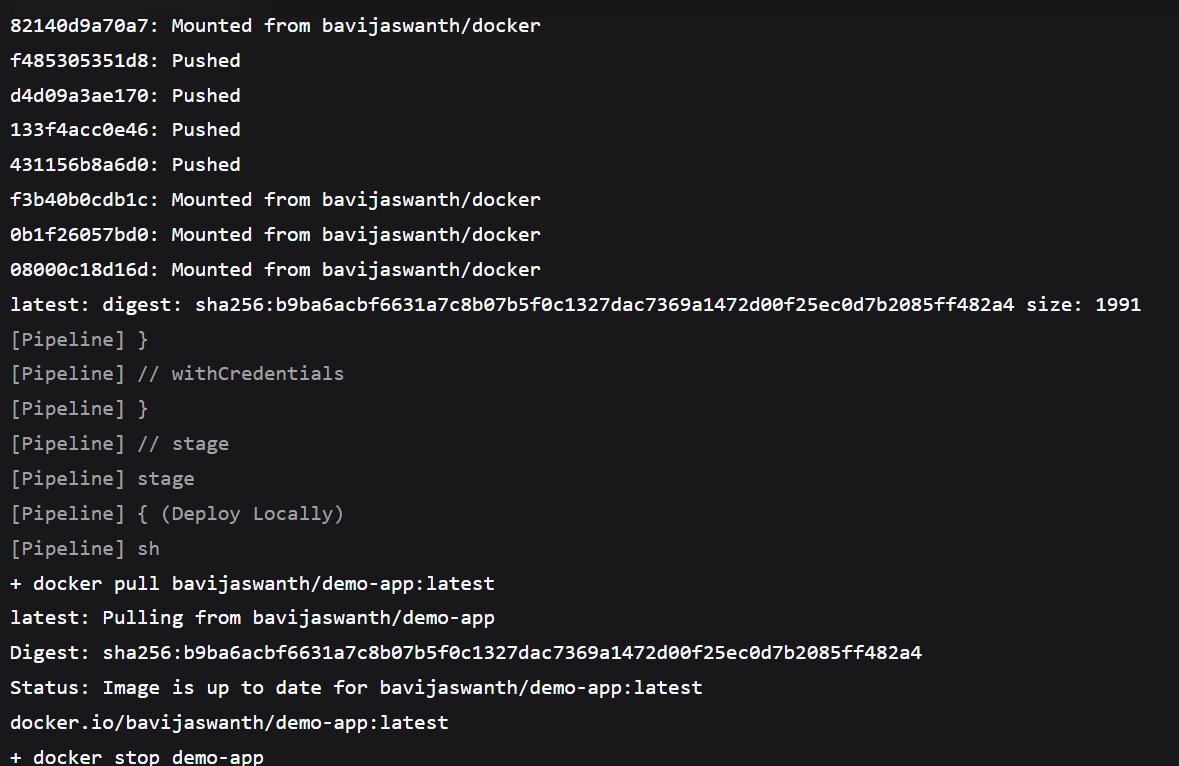 82140d9a70a7: Mounted from bavijaswanth/docker
f485305351d8: Pushed
d4d09a3ae170: Pushed
133f4acc0e46: Pushed
431156b8a6d0: Pushed
f3b40b0cdb1c: Mounted from bavijaswanth/docker
0b1f26057bd0: Mounted from bavijaswanth/docker
08000c18d16d: Mounted from bavijaswanth/docker
latest: digest: sha256:b9ba6acbf6631a7c8b07b5f0c1327dac7369a1472d00f25ec0d7b2085ff482a4 size: 1991
[Pipeline] }
[Pipeline] // withCredentials
[Pipeline] }
[Pipeline] // stage
[Pipeline] stage
[Pipeline] { (Deploy Locally)
[Pipeline] sh
+ docker pull bavijaswanth/demo-app:latest
latest: Pulling from bavijaswanth/demo-app
Digest: sha256:b9ba6acbf6631a7c8b07b5f0c1327dac7369a1472d00f25ec0d7b2085ff482a4
Status: Image is up to date for bavijaswanth/demo-app:latest
docker.io/bavijaswanth/demo-app:latest
+ docker stop demo-app